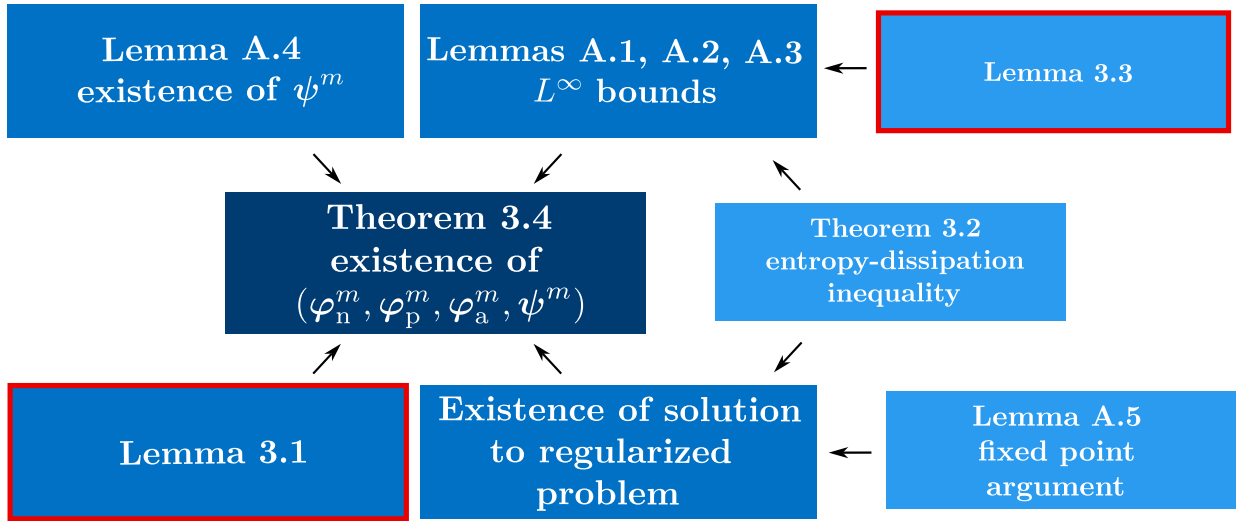 Lemma A.4
existence of ψ^m
Lemmas A.1, A.2, A.3
L^∞ bounds
Lemma 3.3
Theorem 3.4
existence of
(φ_n^m, φ_p^m, φ_a^m, ψ^m)
Theorem 3.2
entropy-dissipation
inequality
Lemma 3.1
Existence of solution
to regularized
problem
Lemma A.5
fixed point
argument